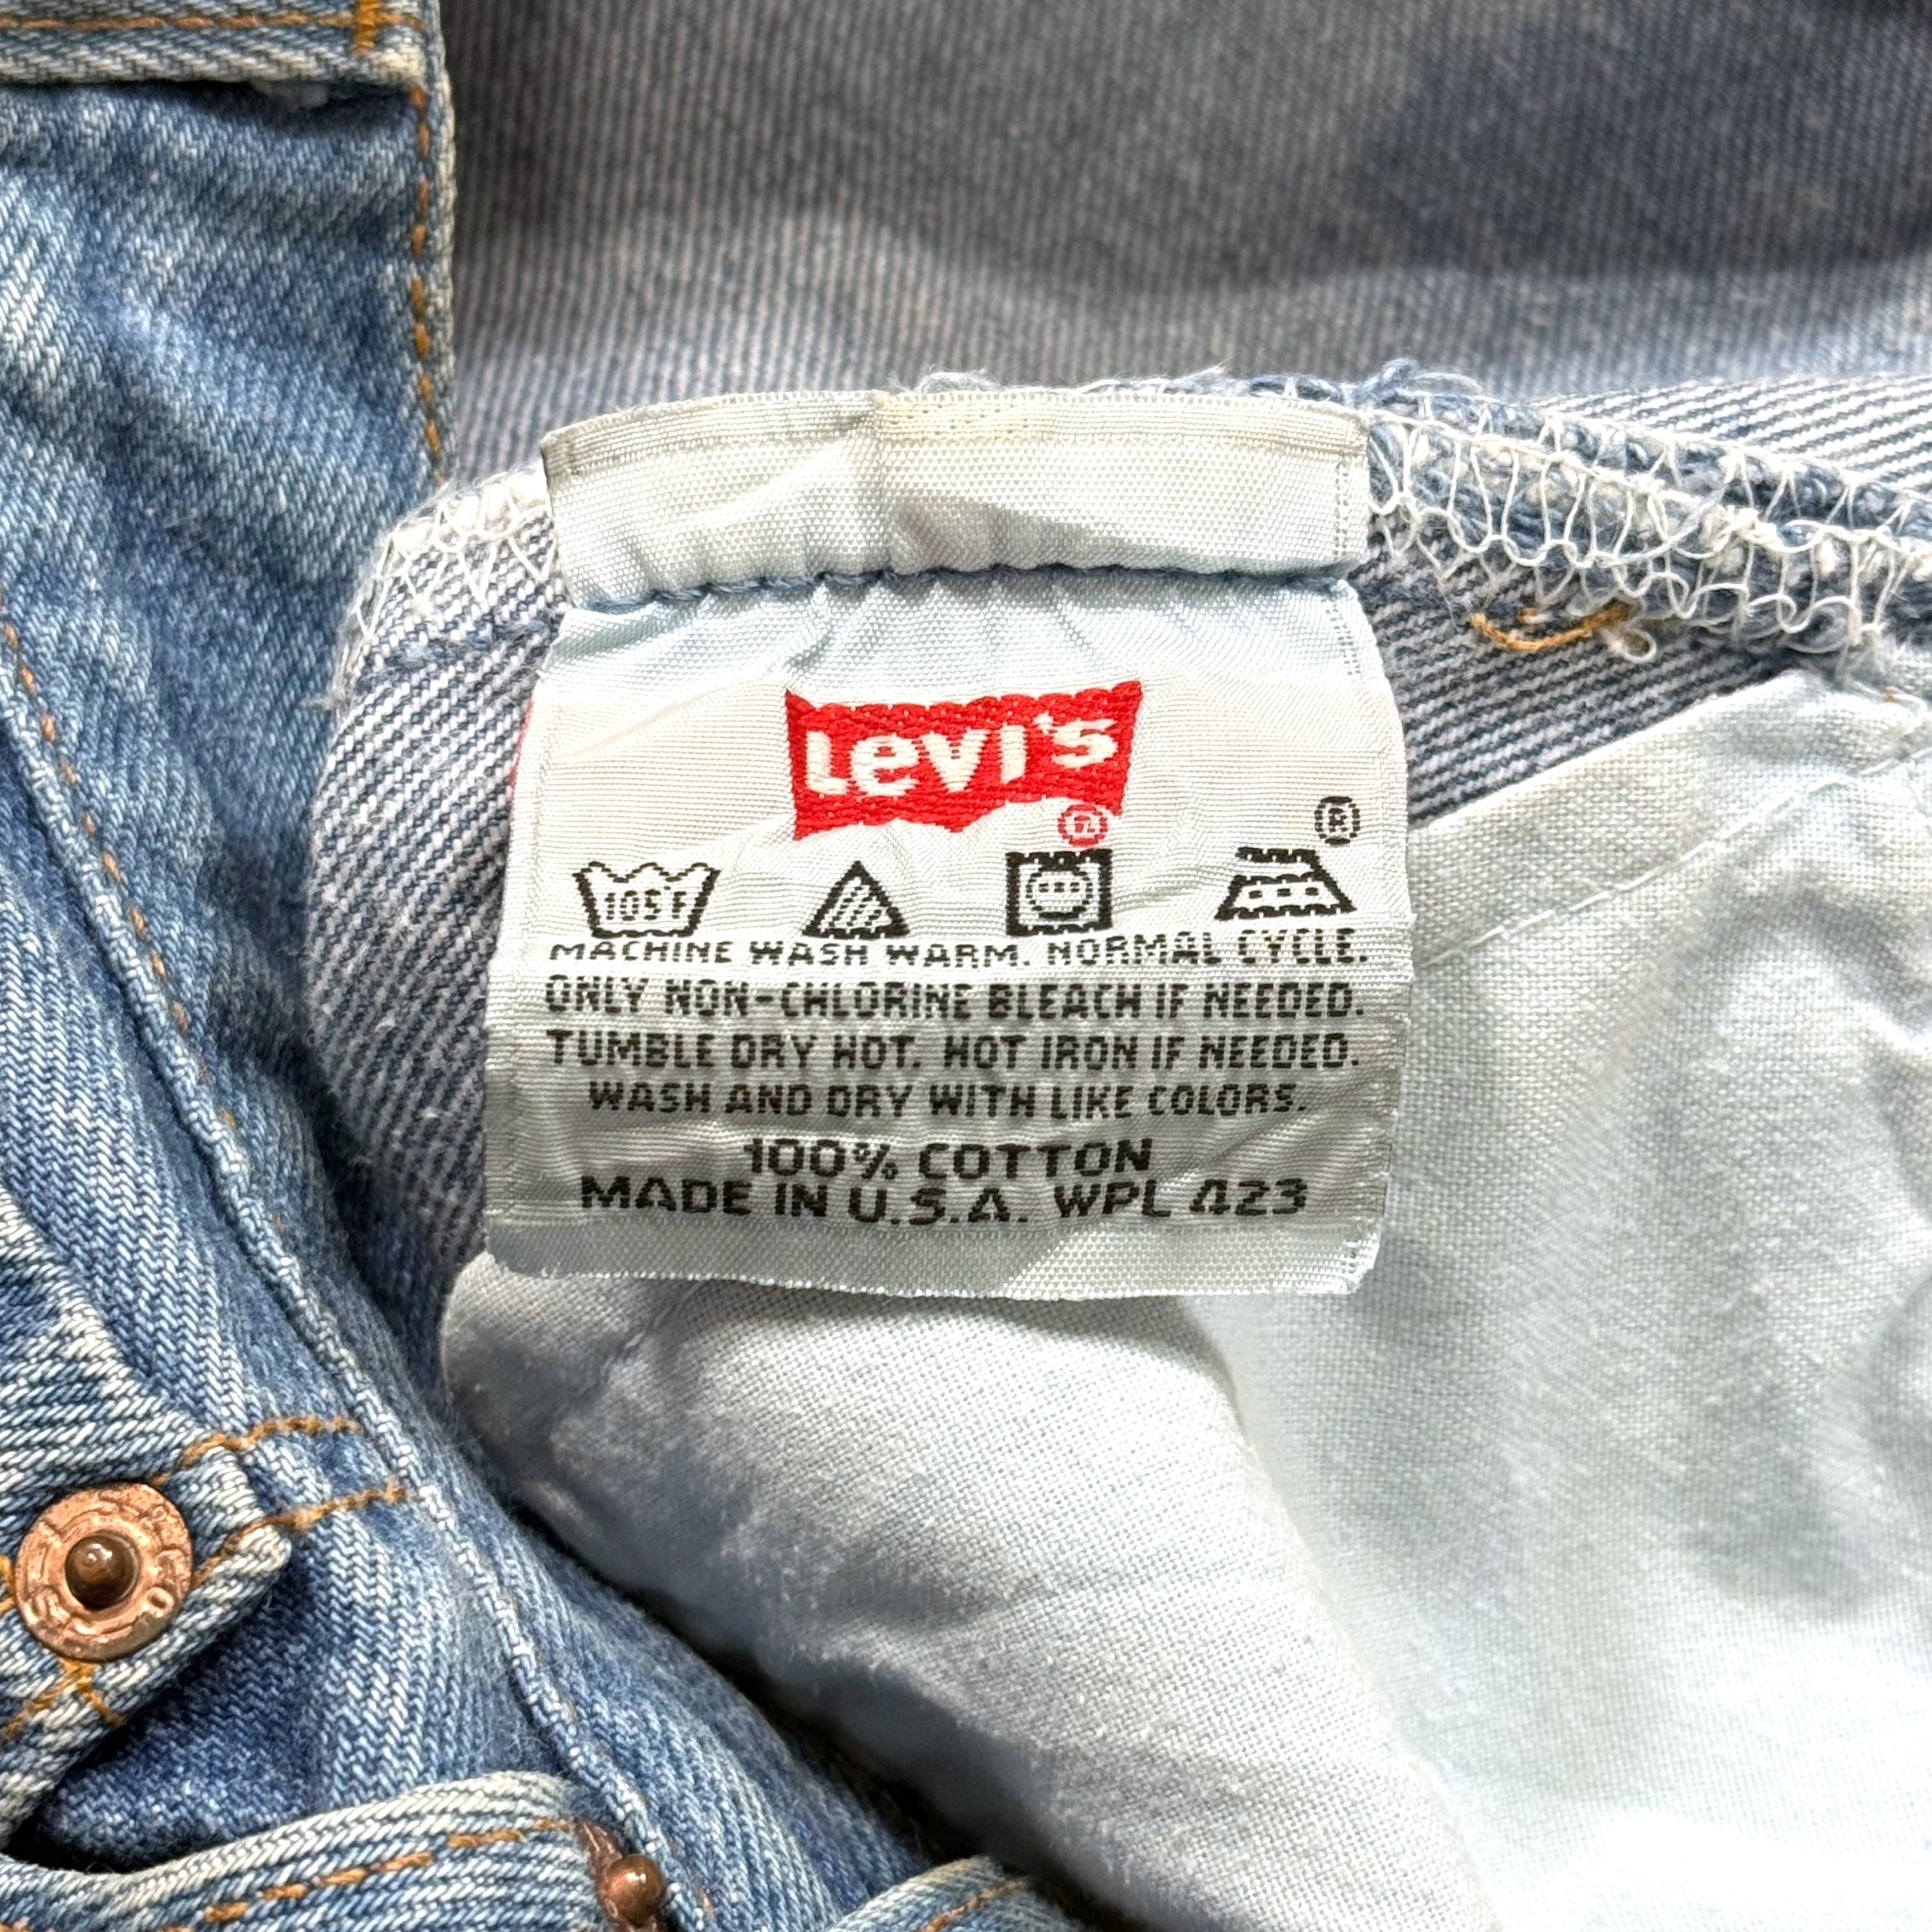 Levi's
®
®
105°F
MACHINE WASH WARM. NORMAL CYCLE.
ONLY NON-CHLORINE BLEACH IF NEEDED.
TUMBLE DRY HOT. HOT IRON IF NEEDED.
WASH AND DRY WITH LIKE COLORS.
100% COTTON
MADE IN U.S.A. WPL 423